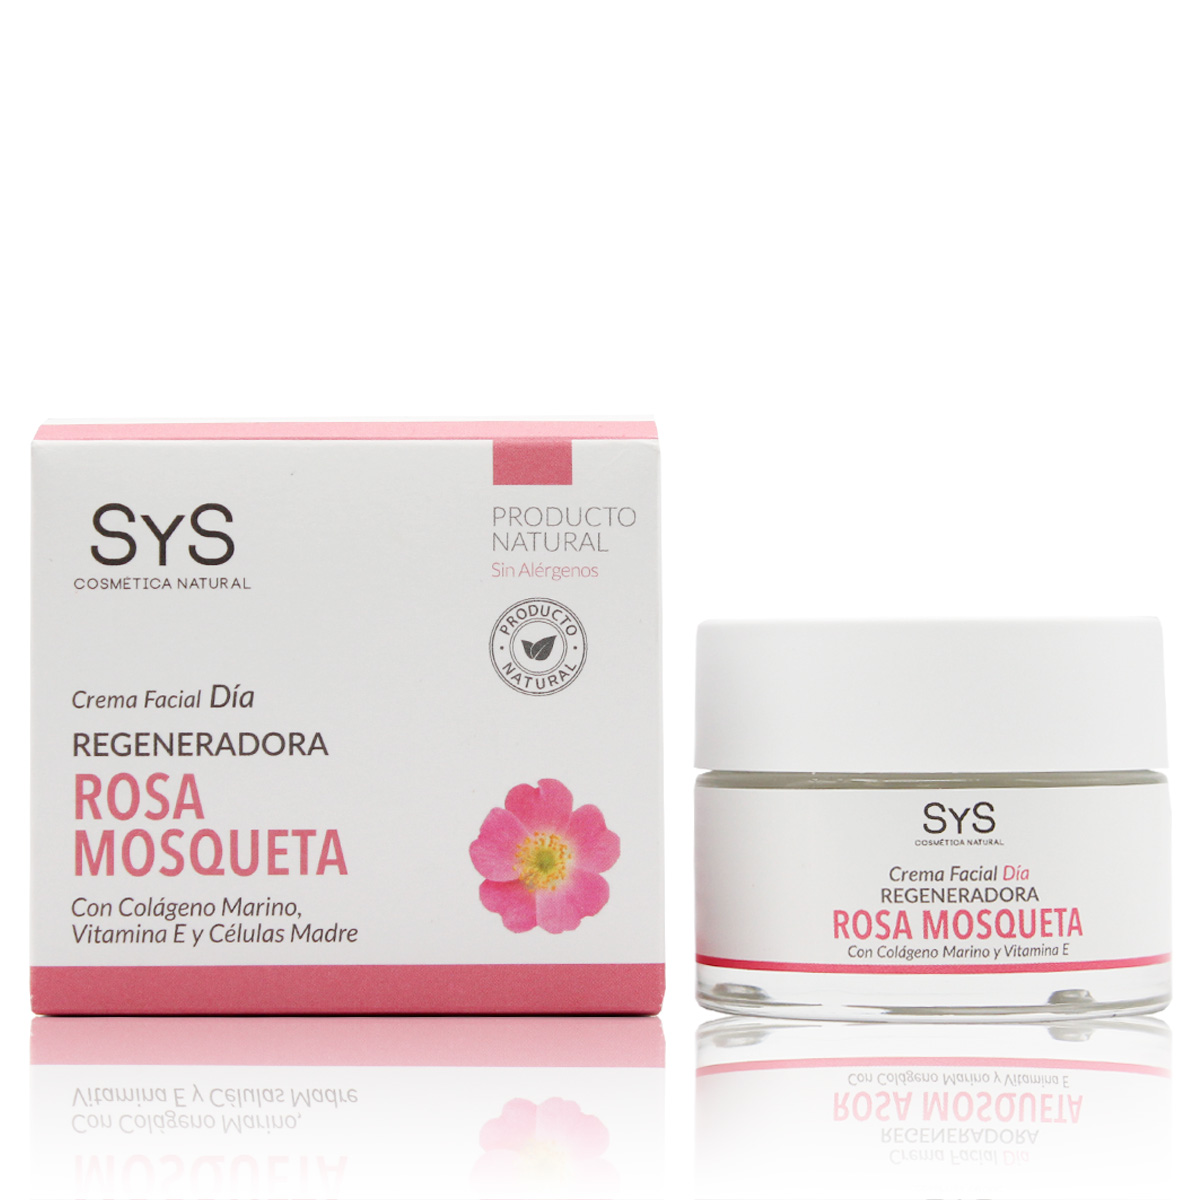 SyS
COSMÉTICA NATURAL
PRODUCTO
NATURAL
Sin Alérgenos
PRODUCTO
NATURAL
Crema Facial Día
REGENERADORA
ROSA
MOSQUETA
Con Colágeno Marino,
Vitamina E y Células Madre
SyS
COSMÉTICA NATURAL
Crema Facial Día
REGENERADORA
ROSA MOSQUETA
Con Colágeno Marino y Vitamina E